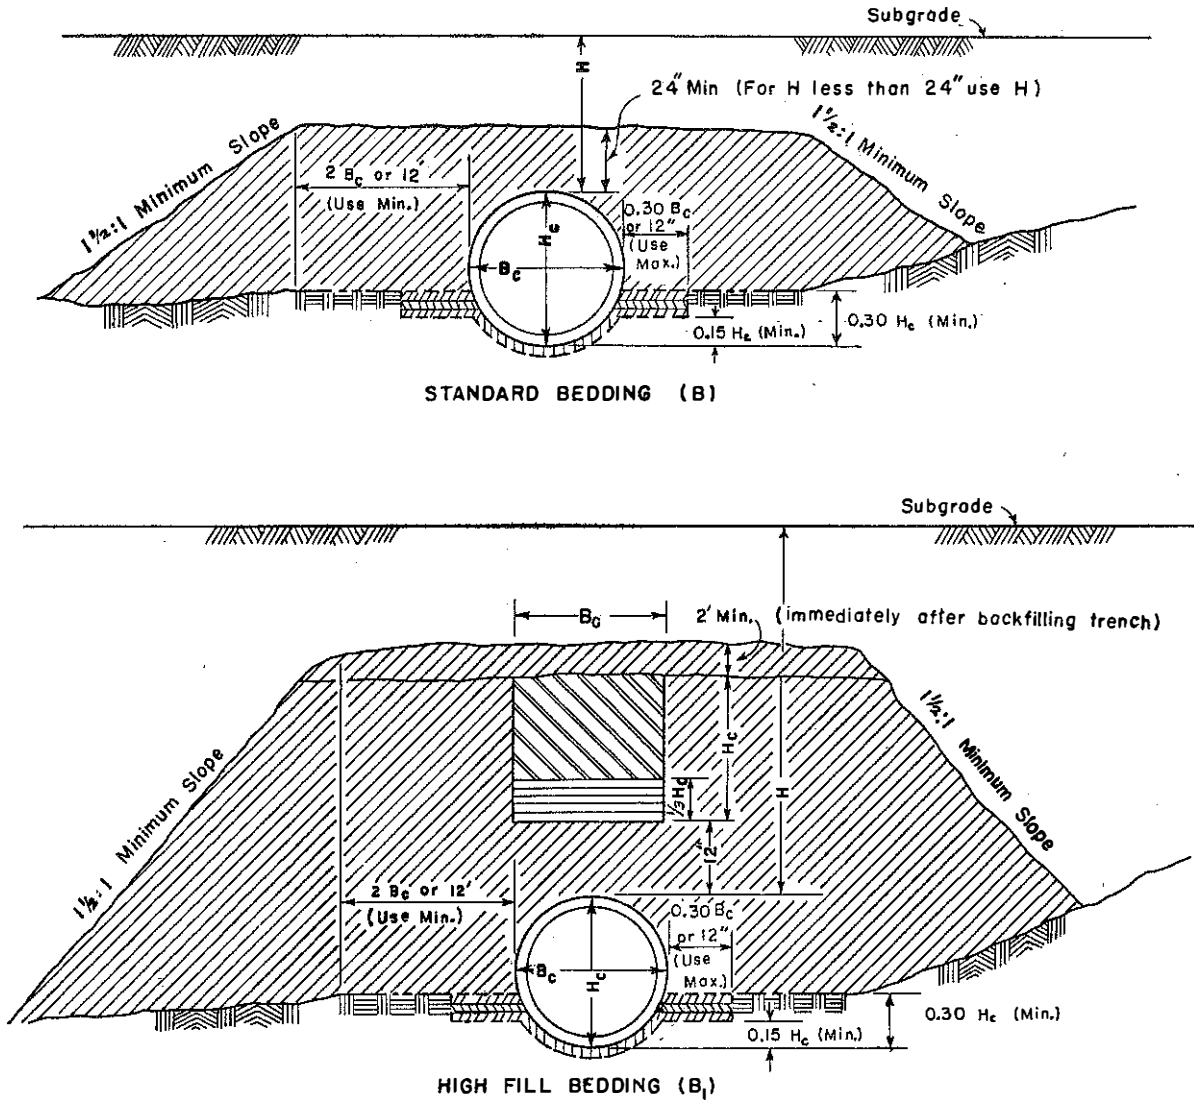 Subgrade
H
24" Min (For H less than 24" use H)
1½:1 Minimum Slope
1½:1 Minimum Slope
2 Bc or 12'
(Use Min.)
0.30 Bc
or 12"
(Use
Max.)
Hc
Bc
0.15 Hc (Min.)
0.30 Hc (Min.)
STANDARD BEDDING (B)
Subgrade
Bc
2' Min. (immediately after backfilling trench)
1½:1 Minimum Slope
1½:1 Minimum Slope
Hc
H
1/3 Hc
12"
2 Bc or 12'
(Use Min.)
0.30 Bc
or 12"
(Use
Max.)
Bc
Hc
0.30 Hc (Min.)
0.15 Hc (Min.)
HIGH FILL BEDDING (B1)